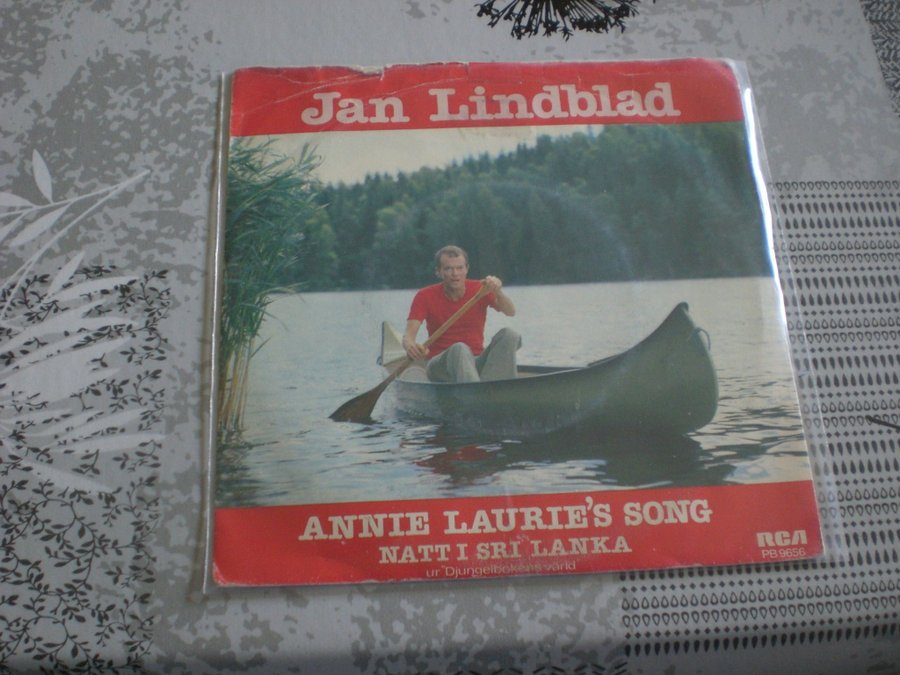 Jan Lindblad
ANNIE LAURIE'S SONG
NATT I SRI LANKA
ur "Djungelbokens värld"
RCA
PB 9656